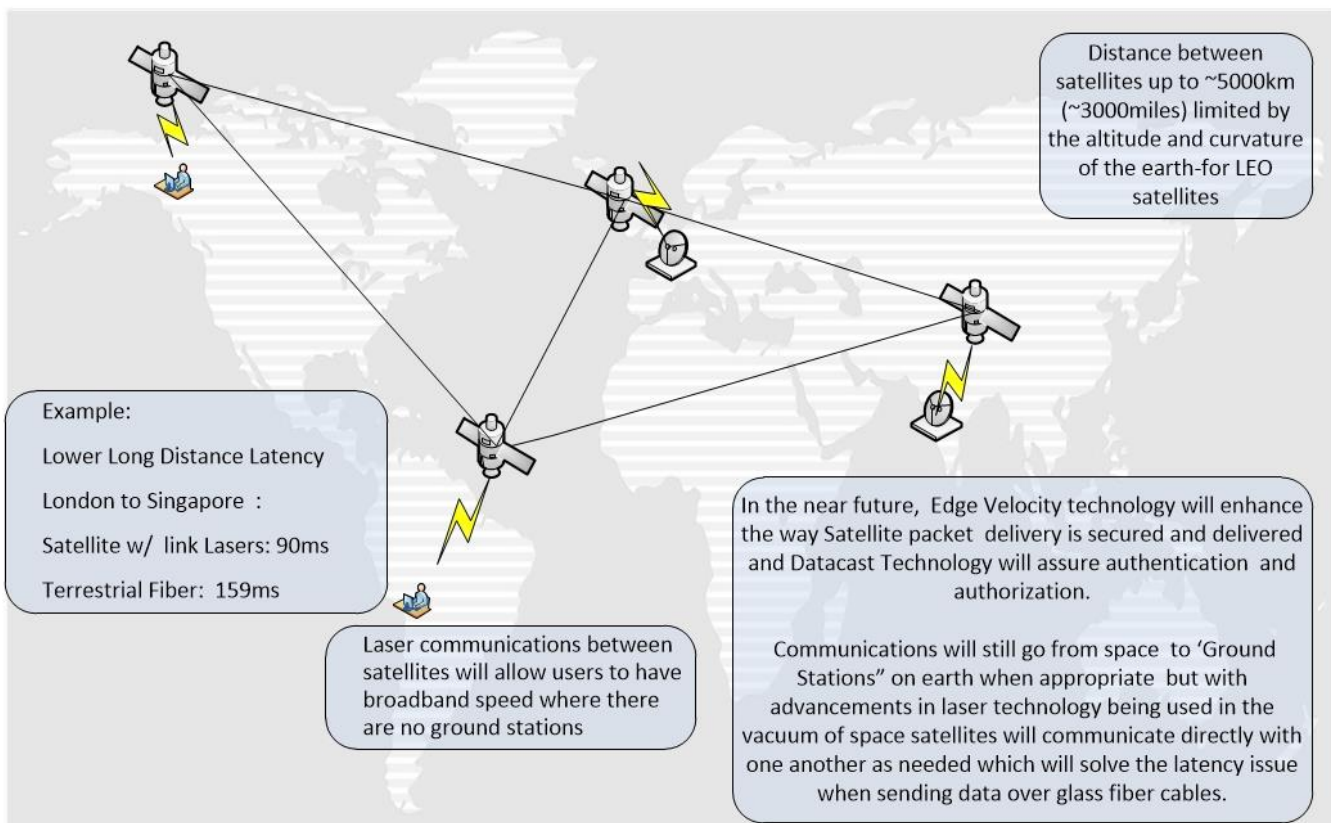 Distance between
satellites up to ~5000km
(~3000miles) limited by
the altitude and curvature
of the earth-for LEO
satellites
Example:
Lower Long Distance Latency
London to Singapore :
Satellite w/ link Lasers: 90ms
Terrestrial Fiber: 159ms
Laser communications between
satellites will allow users to have
broadband speed where there
are no ground stations
In the near future, Edge Velocity technology will enhance
the way Satellite packet delivery is secured and delivered
and Datacast Technology will assure authentication and
authorization.
Communications will still go from space to ‘Ground
Stations” on earth when appropriate but with
advancements in laser technology being used in the
vacuum of space satellites will communicate directly with
one another as needed which will solve the latency issue
when sending data over glass fiber cables.